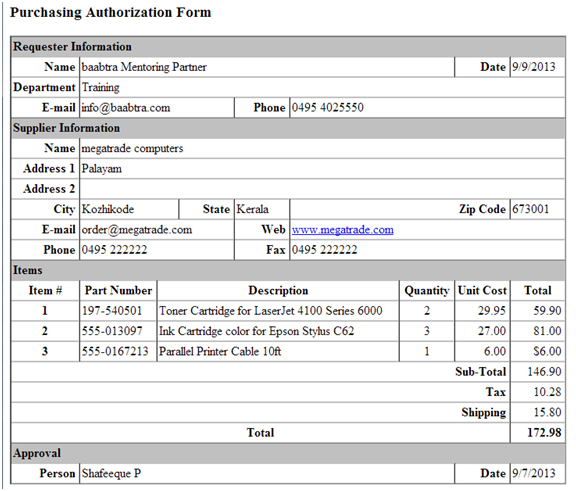 Purchasing Authorization Form
Requester Information
Name baabtra Mentoring Partner Date 9/9/2013
Department Training
E-mail info@baabtra.com Phone 0495 4025550
Supplier Information
Name megatrade computers
Address 1 Palayam
Address 2
City Kozhikode State Kerala Zip Code 673001
E-mail order@megatrade.com Web www.megatrade.com
Phone 0495 222222 Fax 0495 222222
Items
Item # Part Number Description Quantity Unit Cost Total
1 197-540501 Toner Cartridge for LaserJet 4100 Series 6000 2 29.95 59.90
2 555-013097 Ink Cartridge color for Epson Stylus C62 3 27.00 81.00
3 555-0167213 Parallel Printer Cable 10ft 1 6.00 $6.00
Sub-Total 146.90
Tax 10.28
Shipping 15.80
Total 172.98
Approval
Person Shafeeque P Date 9/7/2013